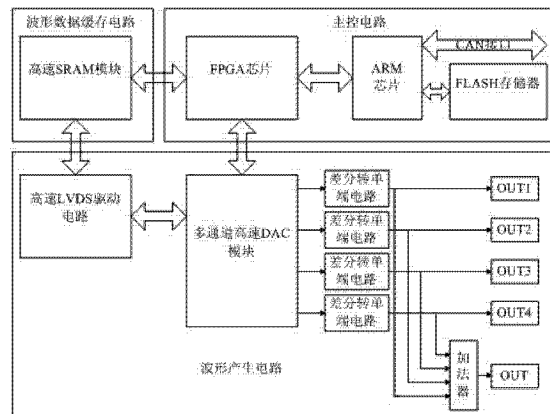 波形数据缓存电路
主控电路
高速SRAM模块
FPGA芯片
ARM
芯片
CAN接口
FLASH存储器
高速LVDS驱动
电路
多通道高速DAC
模块
差分转单
端电路
OUT1
差分转单
端电路
OUT2
差分转单
端电路
OUT3
差分转单
端电路
OUT4
加
法
器
OUT
波形产生电路